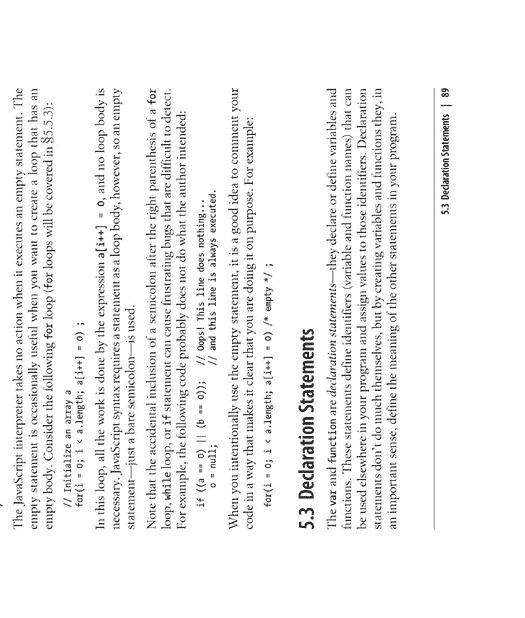 The JavaScript interpreter takes no action when it executes an empty statement. The
empty statement is occasionally useful when you want to create a loop that has an
empty body. Consider the following for loop (for loops will be covered in §5.5.3):
// Initialize an array a
for(i = 0; i < a.length; a[i++] = 0) ;
In this loop, all the work is done by the expression a[i++] = 0, and no loop body is
necessary. JavaScript syntax requires a statement as a loop body, however, so an empty
statement—just a bare semicolon—is used.
Note that the accidental inclusion of a semicolon after the right parenthesis of a for
loop, while loop, or if statement can cause frustrating bugs that are difficult to detect.
For example, the following code probably does not do what the author intended:
if ((a == 0) || (b == 0)); // Oops! This line does nothing...
o = null; // and this line is always executed.
When you intentionally use the empty statement, it is a good idea to comment your
code in a way that makes it clear that you are doing it on purpose. For example:
for(i = 0; i < a.length; a[i++] = 0) /* empty */ ;
5.3 Declaration Statements
The var and function are declaration statements—they declare or define variables and
functions. These statements define identifiers (variable and function names) that can
be used elsewhere in your program and assign values to those identifiers. Declaration
statements don't do much themselves, but by creating variables and functions they, in
an important sense, define the meaning of the other statements in your program.
5.3 Declaration Statements | 89